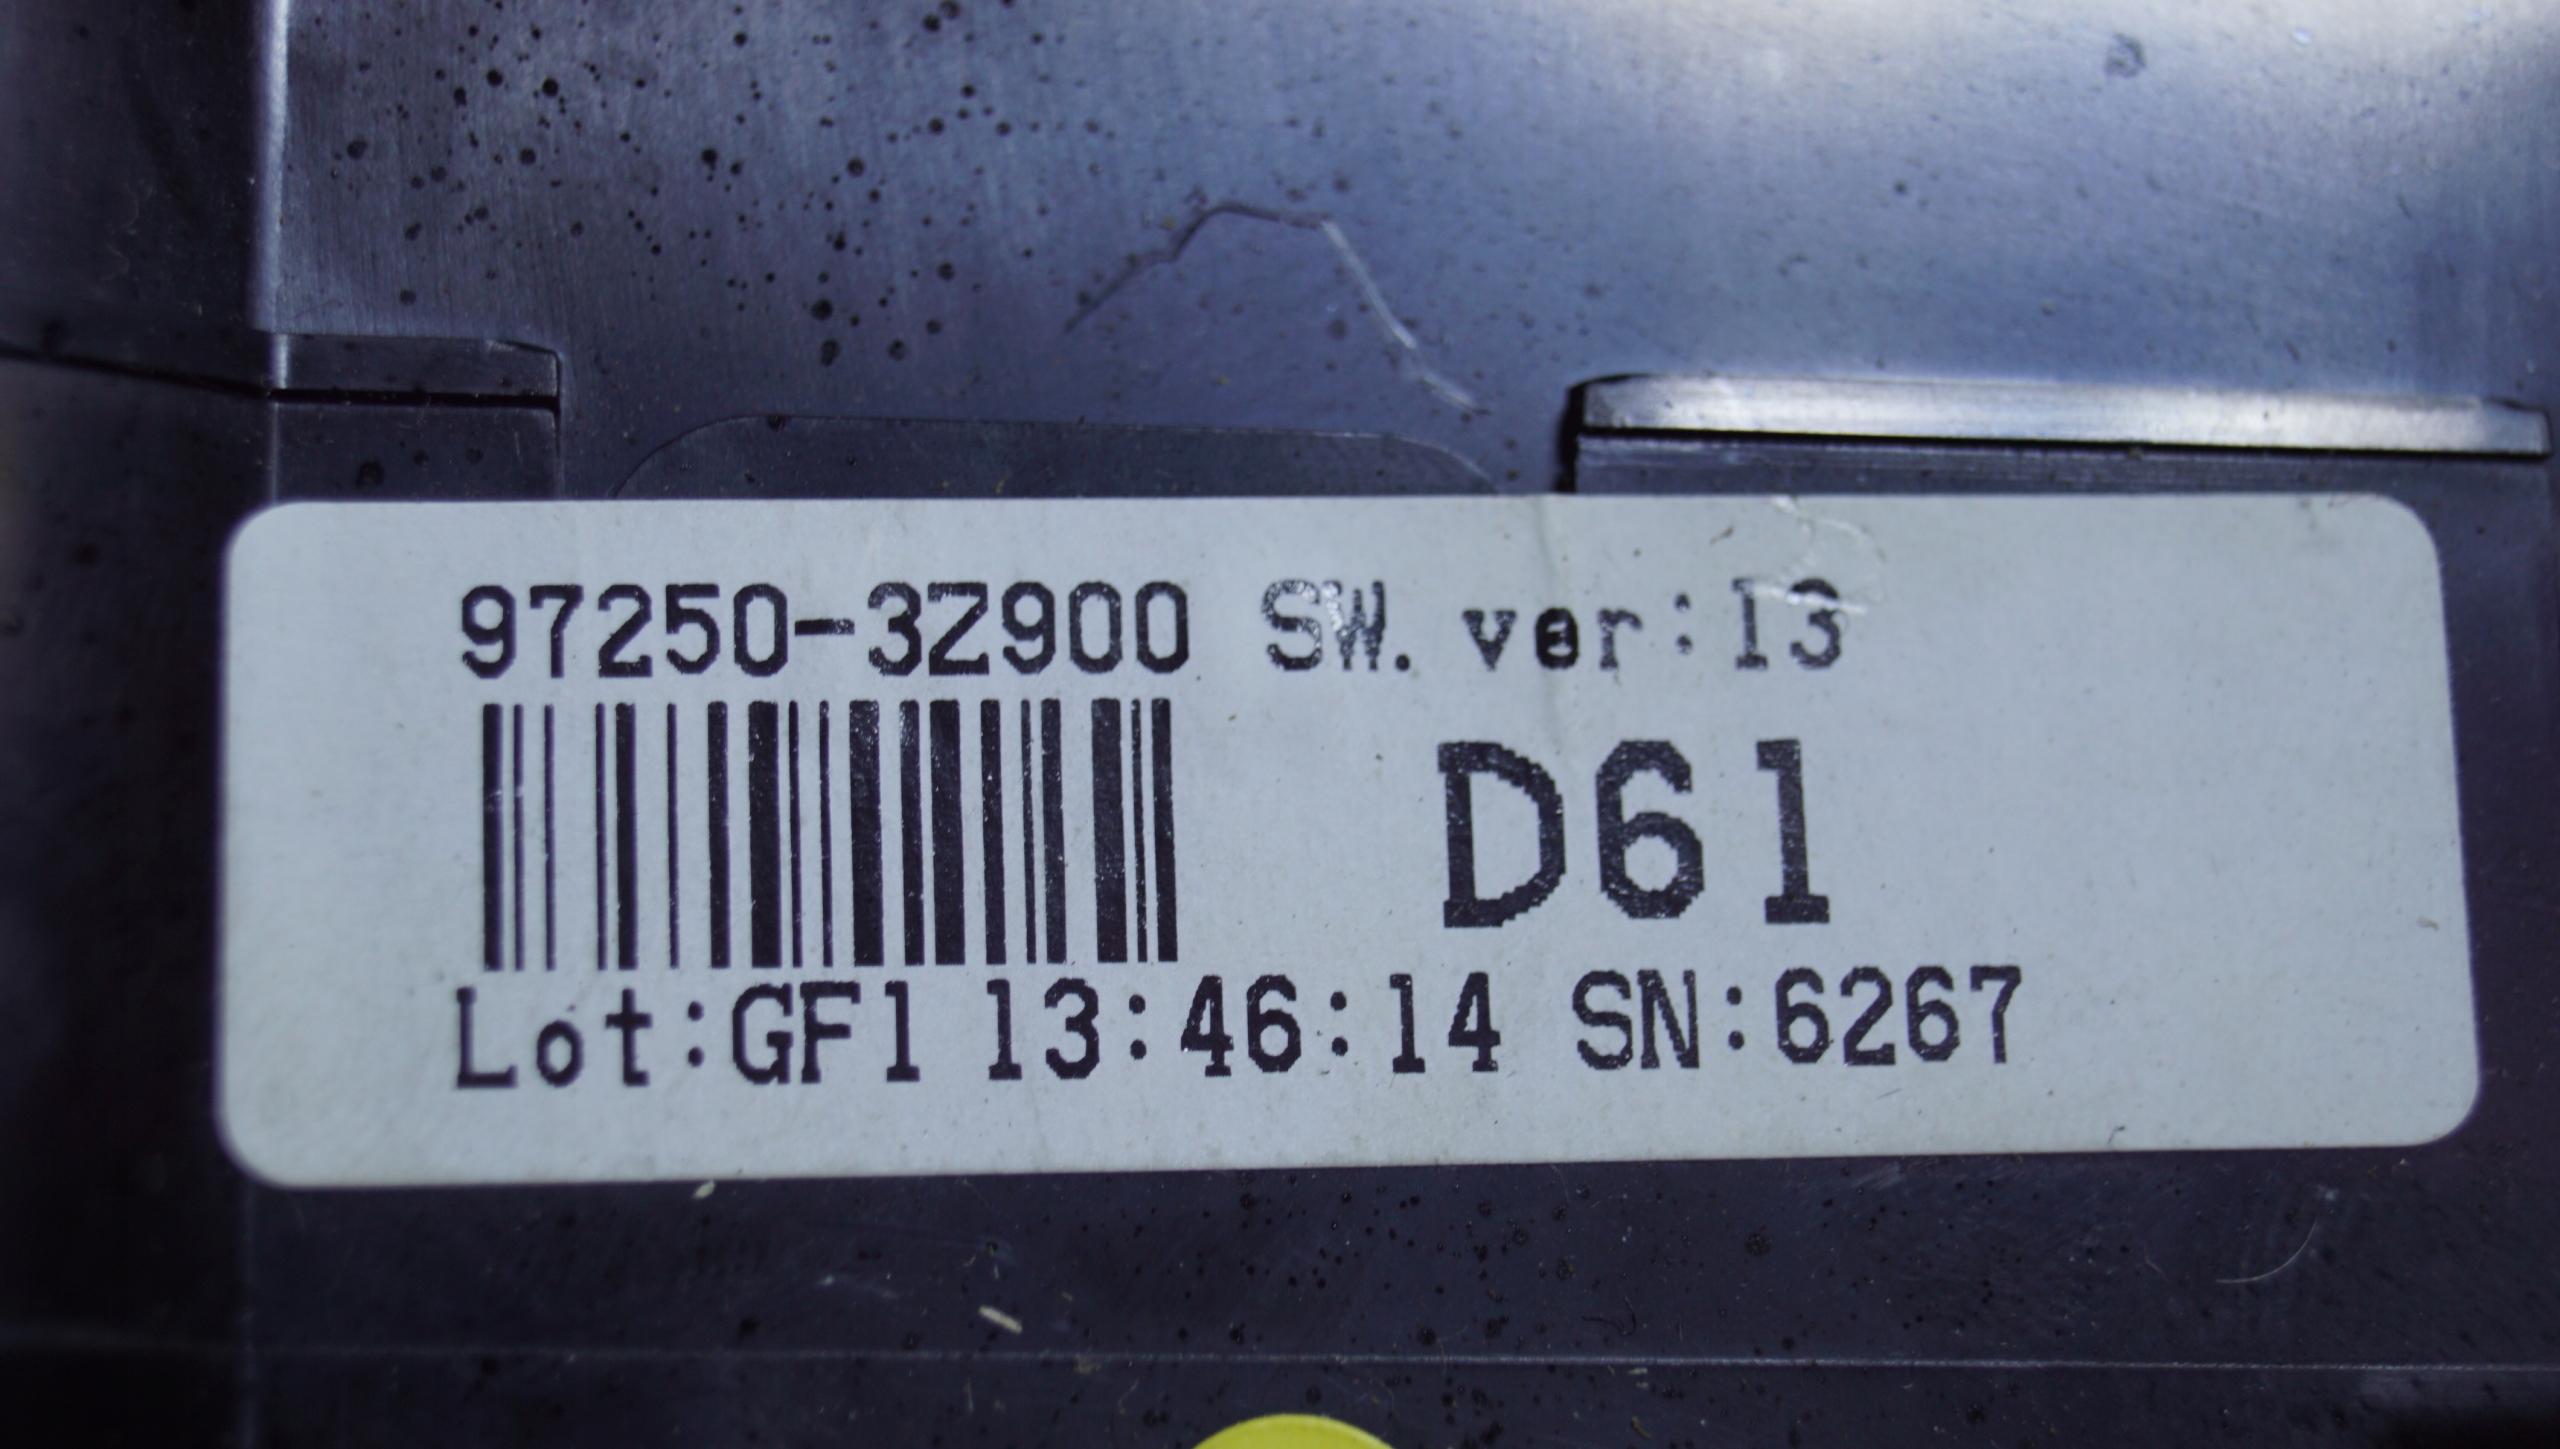 97250-3Z900 SW. ver:13
D61
Lot:GF1 13:46:14 SN:6267